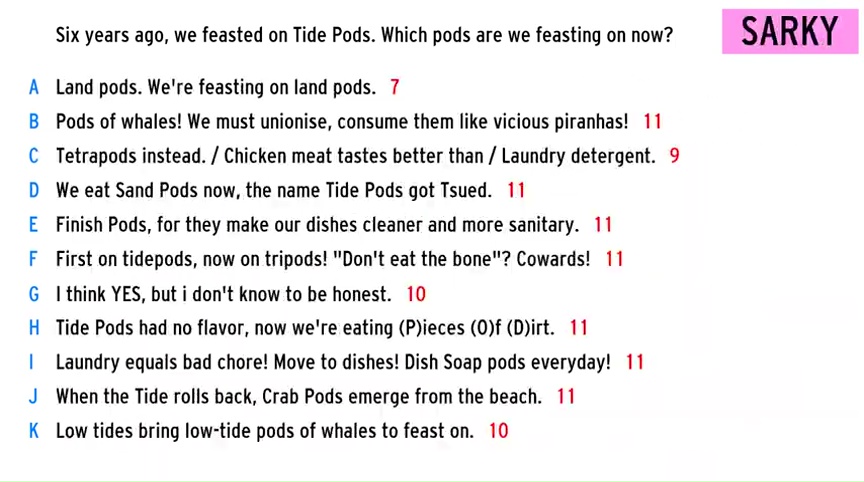 Six years ago, we feasted on Tide Pods. Which pods are we feasting on now?
SARKY
A Land pods. We're feasting on land pods. 7
B Pods of whales! We must unionise, consume them like vicious piranhas! 11
C Tetrapods instead. / Chicken meat tastes better than / Laundry detergent. 9
D We eat Sand Pods now, the name Tide Pods got Tsued. 11
E Finish Pods, for they make our dishes cleaner and more sanitary. 11
F First on tidepods, now on tripods! "Don't eat the bone"? Cowards! 11
G I think YES, but i don't know to be honest. 10
H Tide Pods had no flavor, now we're eating (P)ieces (O)f (D)irt. 11
I Laundry equals bad chore! Move to dishes! Dish Soap pods everyday! 11
J When the Tide rolls back, Crab Pods emerge from the beach. 11
K Low tides bring low-tide pods of whales to feast on. 10